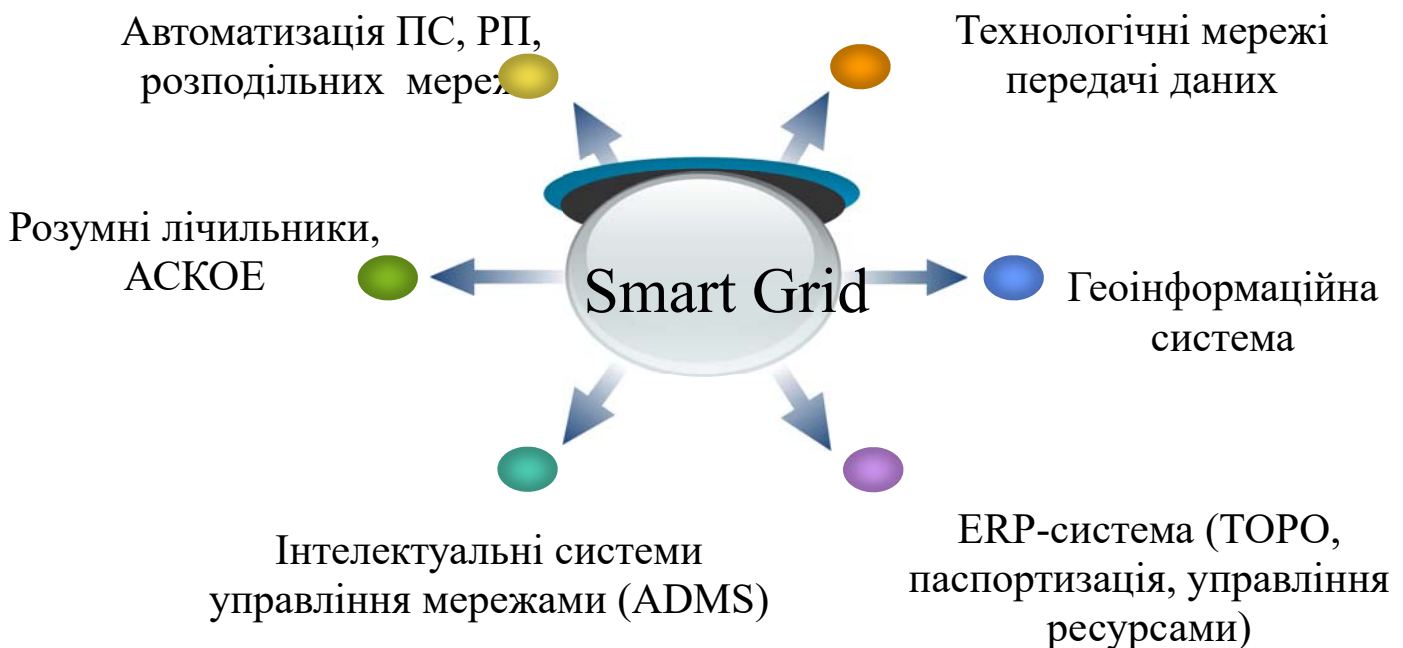 Автоматизація ПС, РП,
розподільних мереж
Технологічні мережі
передачі даних
Розумні лічильники,
АСКОЕ
Smart Grid
Геоінформаційна
система
Інтелектуальні системи
управління мережами (ADMS)
ERP-система (ТОРО,
паспортизація, управління
ресурсами)